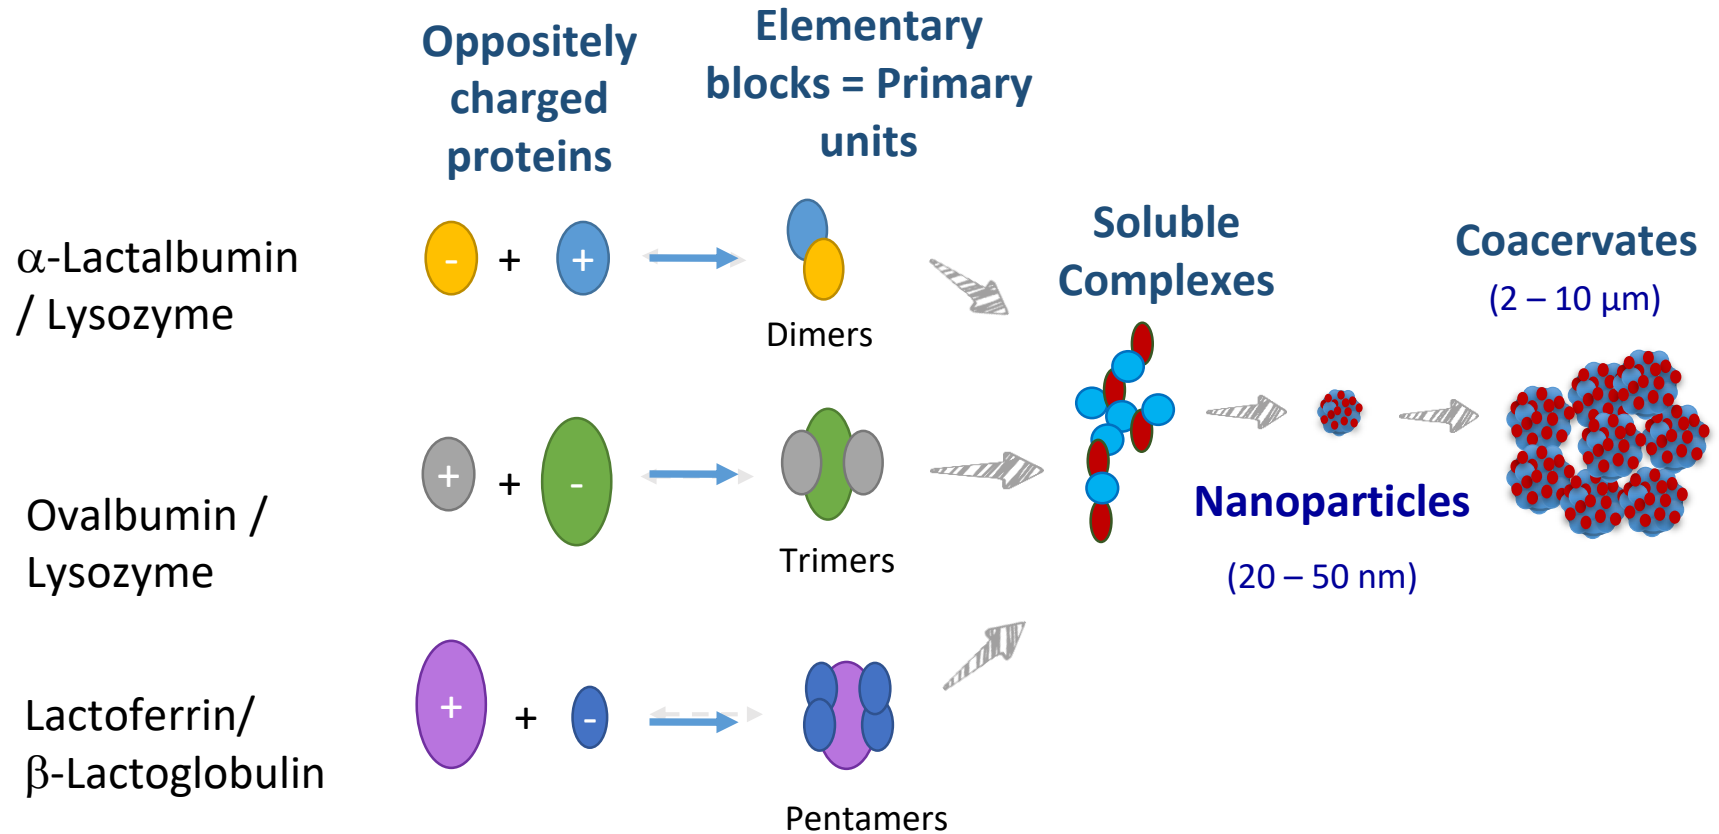 Oppositely
charged
proteins
Elementary
blocks = Primary
units
Soluble
Complexes
Coacervates
(2 – 10 µm)
α-Lactalbumin
/ Lysozyme
- + +
Dimers
Ovalbumin /
Lysozyme
+ + -
Trimers
Nanoparticles
(20 – 50 nm)
Lactoferrin/
β-Lactoglobulin
+ + -
Pentamers